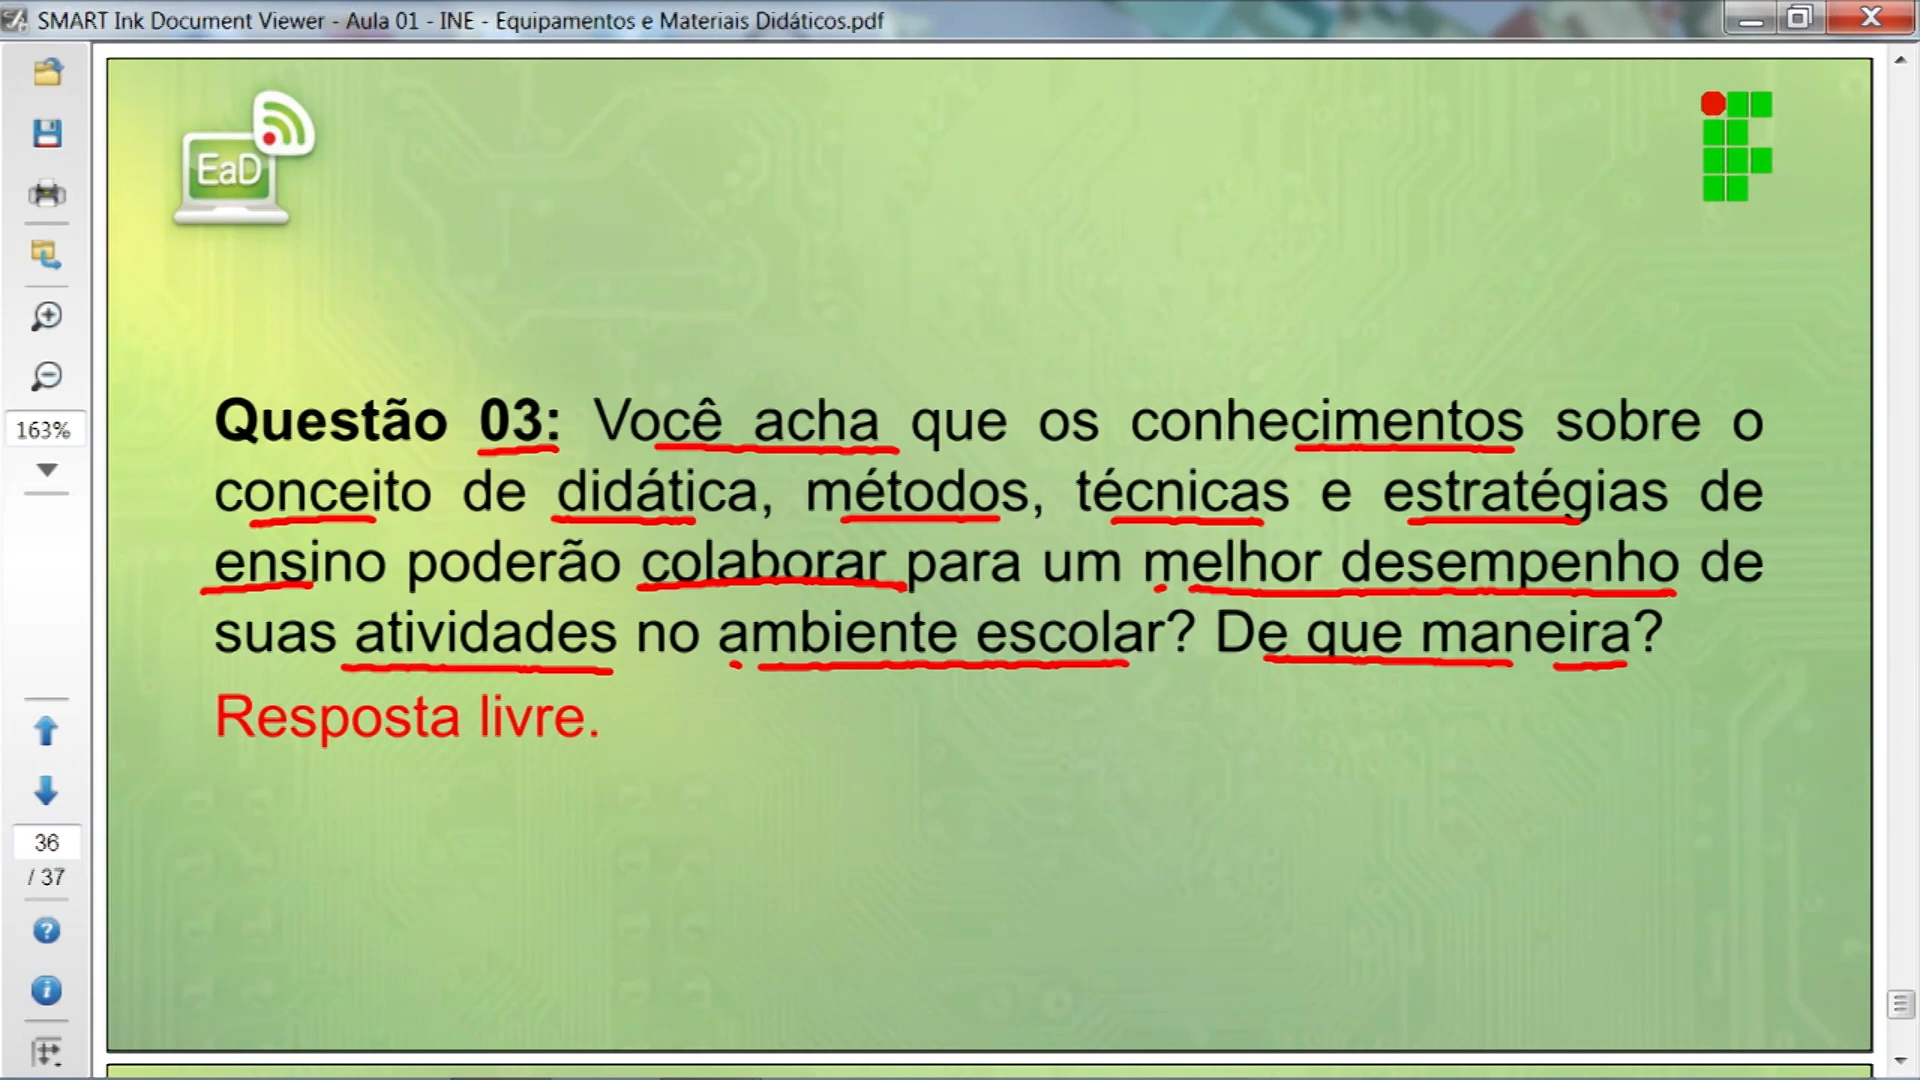 SMART Ink Document Viewer - Aula 01 - INE - Equipamentos e Materiais Didáticos.pdf
EaD
163%
Questão 03: Você acha que os conhecimentos sobre o
conceito de didática, métodos, técnicas e estratégias de
ensino poderão colaborar para um melhor desempenho de
suas atividades no ambiente escolar? De que maneira?
Resposta livre.
36
/ 37